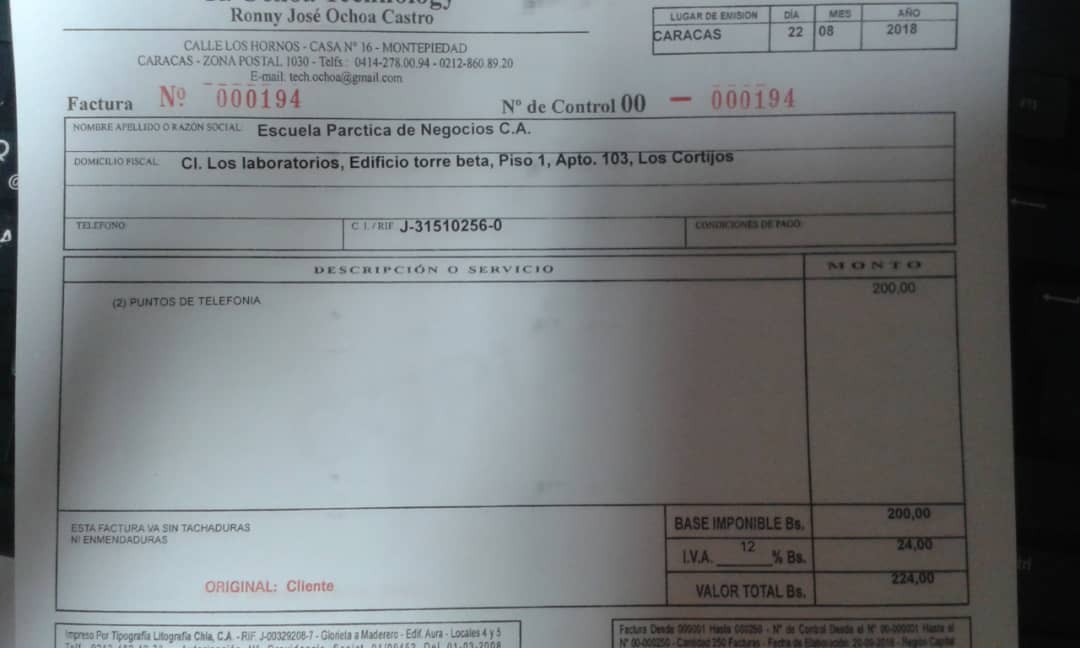 Ochoa Technology
Ronny José Ochoa Castro
CALLE LOS HORNOS - CASA Nº 16 - MONTEPIEDAD
CARACAS - ZONA POSTAL 1030 - Telfs.: 0414-278.00.94 - 0212-860.89.20
E-mail: tech.ochoa@gmail.com
LUGAR DE EMISION DÍA MES AÑO
CARACAS 22 08 2018
Factura Nº 000194 Nº de Control 00 - 000194
NOMBRE APELLIDO O RAZÓN SOCIAL: Escuela Parctica de Negocios C.A.
DOMICILIO FISCAL: Cl. Los laboratorios, Edificio torre beta, Piso 1, Apto. 103, Los Cortijos
TELEFONO: C.I./RIF J-31510256-0 CONDICIONES DE PAGO:
DESCRIPCIÓN O SERVICIO MONTO
(2) PUNTOS DE TELEFONIA 200,00
ESTA FACTURA VA SIN TACHADURAS
NI ENMENDADURAS
BASE IMPONIBLE Bs. 200,00
I.V.A. 12 % Bs. 24,00
ORIGINAL: Cliente
VALOR TOTAL Bs. 224,00
Impreso Por Tipografía Litografía Chía, C.A. - RIF. J-00329208-7 - Glorieta a Maderero - Edif. Aura - Locales 4 y 5
Factura Desde 000001 Hasta 000250 - Nº de Control Desde el Nº 00-000001 Hasta el
Nº 00-000250 - Cantidad 250 Facturas - Fecha de Elaboración: 20-09-2016 - Región Capital